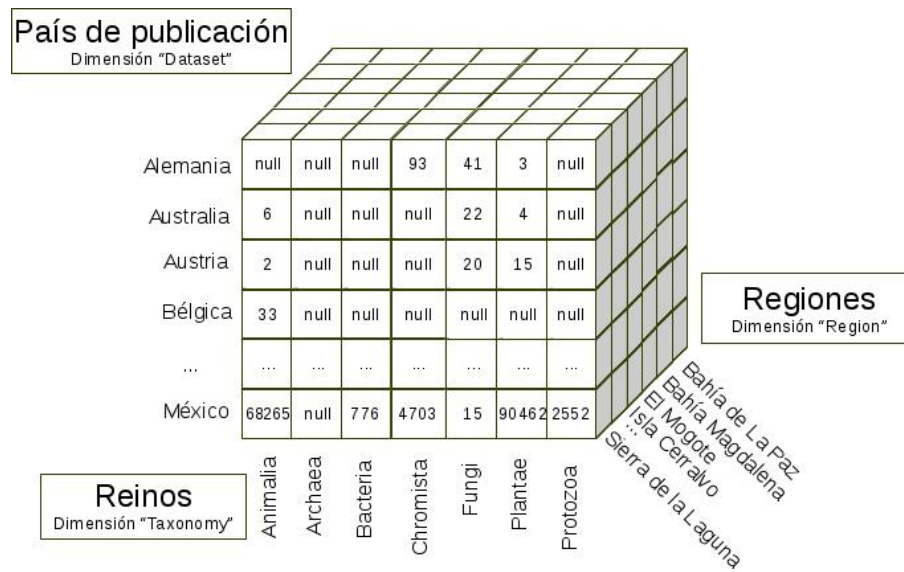 País de publicación
Dimensión “Dataset”
Alemania null null null 93 41 3 null
Australia 6 null null null 22 4 null
Austria 2 null null null 20 15 null
Bélgica 33 null null null null null null
... ... ... ... ... ... ... ...
México 68265 null 776 4703 15 90462 2552
Regiones
Dimensión “Region”
Bahía de La Paz
Bahía Magdalena
El Mogote
Isla Cerralvo
...
Sierra de la Laguna
Reinos
Dimensión “Taxonomy”
Animalia
Archaea
Bacteria
Chromista
Fungi
Plantae
Protozoa